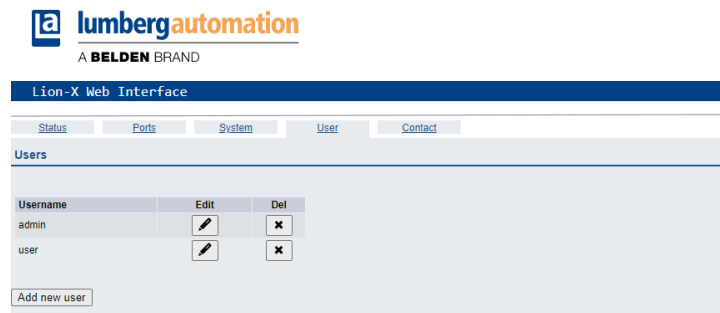 la lumbergautomation
A BELDEN BRAND
Lion-X Web Interface
Status Ports System User Contact
Users
Username Edit Del
admin
user
Add new user